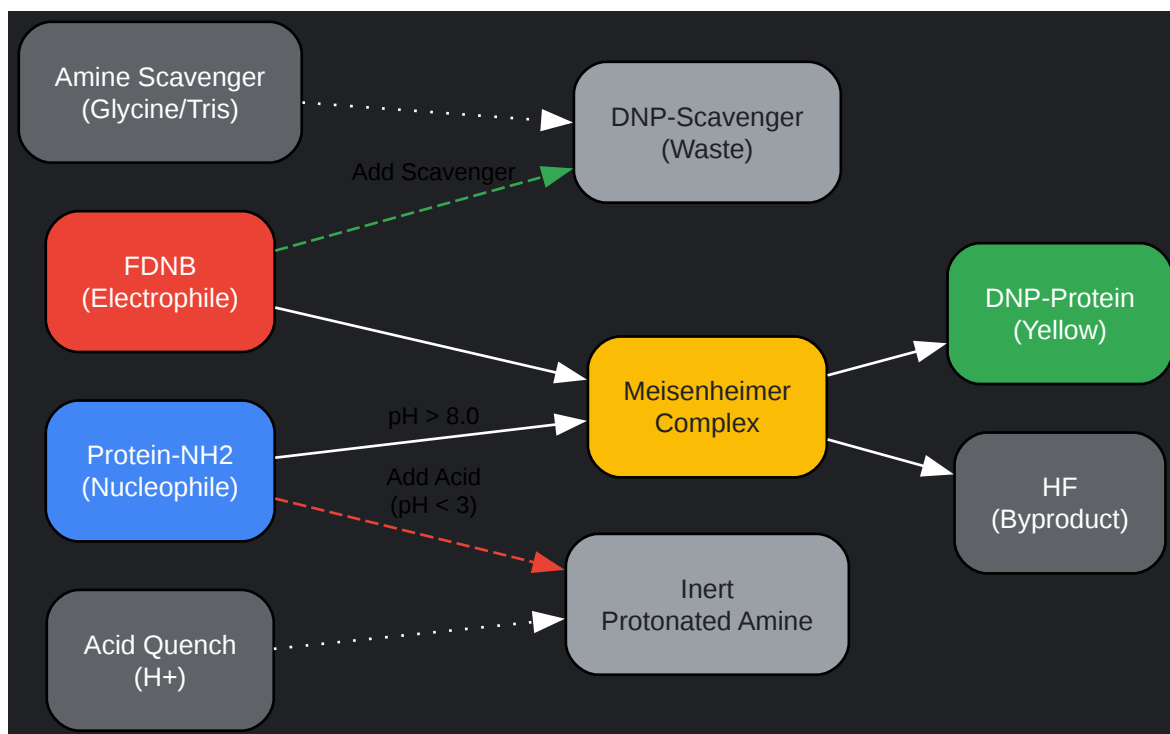 Amine Scavenger
(Glycine/Tris)
DNP-Scavenger
(Waste)
Add Scavenger
FDNB
(Electrophile)
DNP-Protein
(Yellow)
Meisenheimer
Complex
pH > 8.0
Protein-NH2
(Nucleophile)
Add Acid
(pH < 3)
HF
(Byproduct)
Inert
Protonated Amine
Acid Quench
(H+)